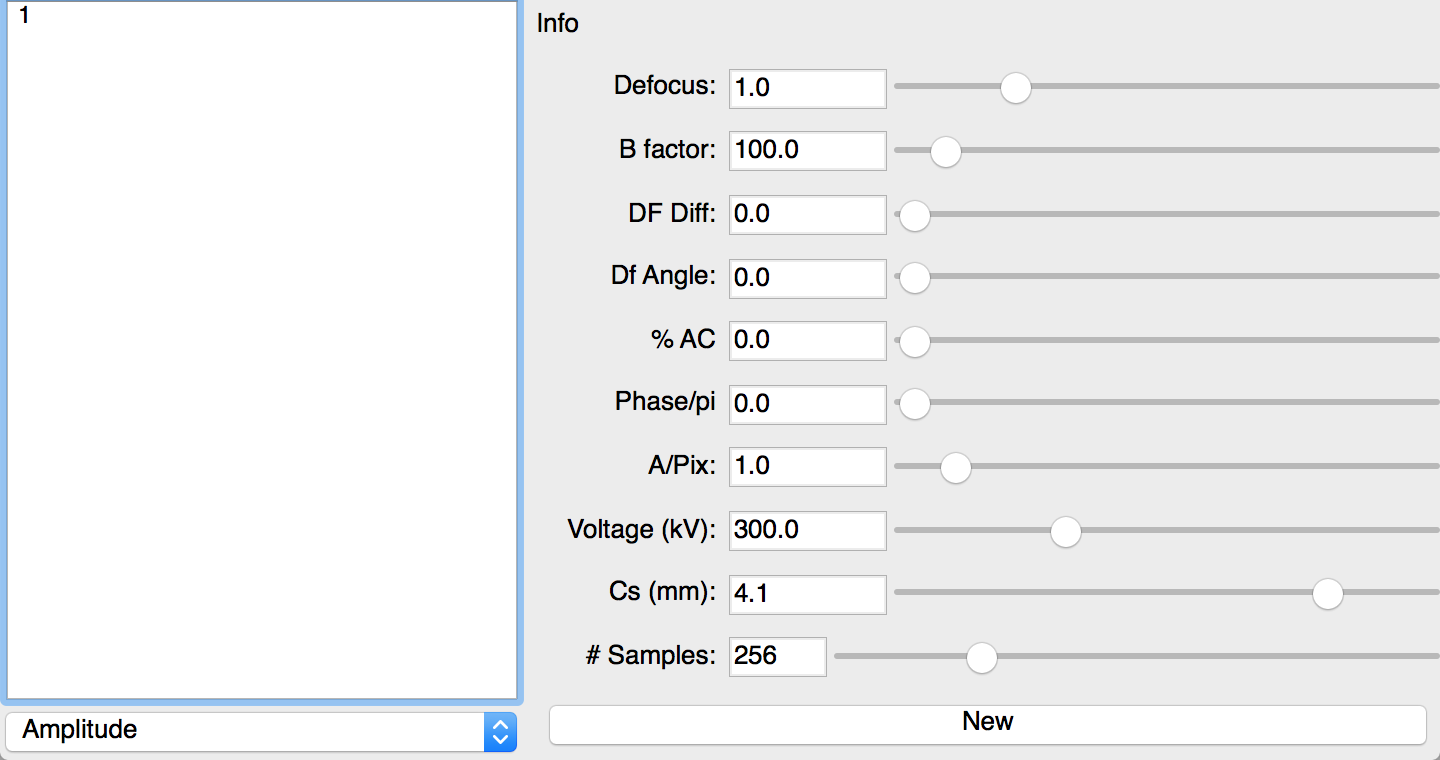 1
Info
Defocus: 1.0
B factor: 100.0
DF Diff: 0.0
Df Angle: 0.0
% AC 0.0
Phase/pi 0.0
A/Pix: 1.0
Voltage (kV): 300.0
Cs (mm): 4.1
# Samples: 256
Amplitude
New